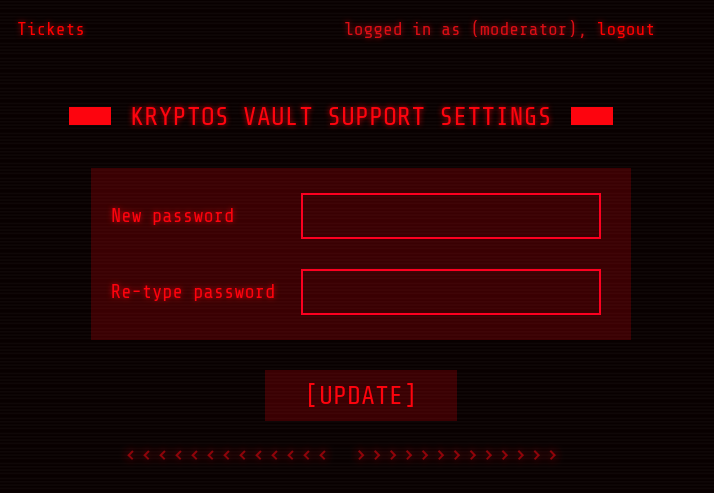 Tickets logged in as (moderator), logout
KRYPTOS VAULT SUPPORT SETTINGS
New password
Re-type password
[UPDATE]
<<<<<<<<<<<<< >>>>>>>>>>>>>